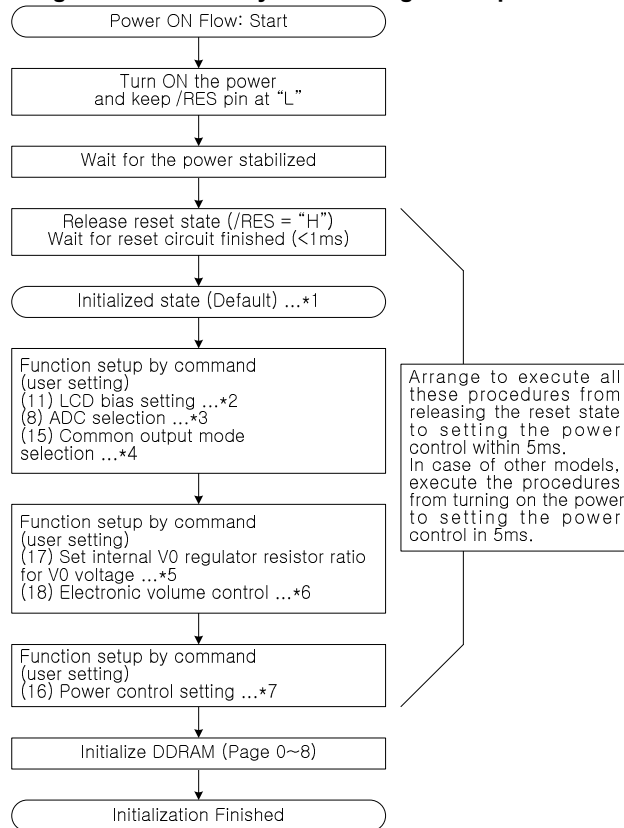 Power ON Flow: Start
Turn ON the power
and keep /RES pin at “L”
Wait for the power stabilized
Release reset state (/RES = “H”)
Wait for reset circuit finished (<1ms)
Initialized state (Default) ...*1
Function setup by command
(user setting)
(11) LCD bias setting ...*2
(8) ADC selection ...*3
(15) Common output mode
selection ...*4
Function setup by command
(user setting)
(17) Set internal V0 regulator resistor ratio
for V0 voltage ...*5
(18) Electronic volume control ...*6
Function setup by command
(user setting)
(16) Power control setting ...*7
Initialize DDRAM (Page 0~8)
Initialization Finished
Arrange to execute all
these procedures from
releasing the reset state
to setting the power
control within 5ms.
In case of other models,
execute the procedures
from turning on the power
to setting the power
control in 5ms.